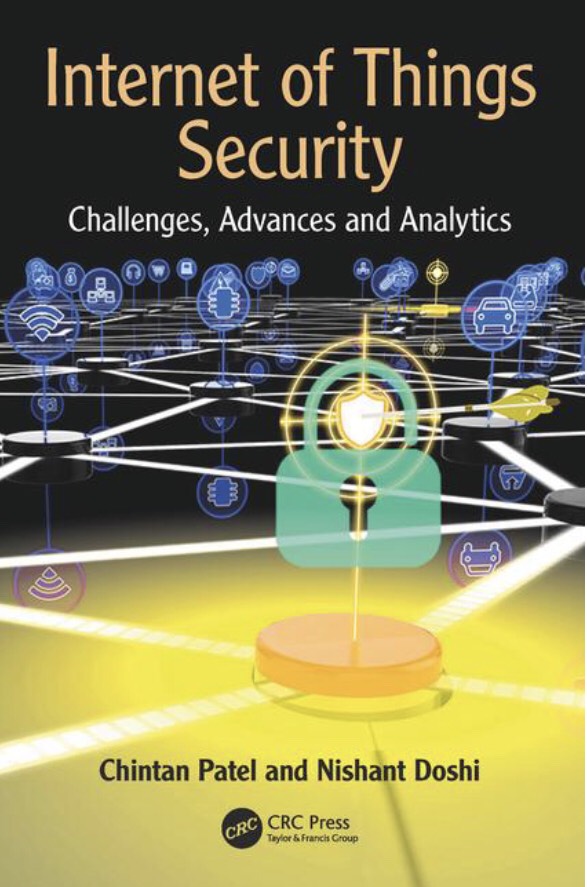 Internet of Things
Security
Challenges, Advances and Analytics
Chintan Patel and Nishant Doshi
CRC
CRC Press
Taylor & Francis Group